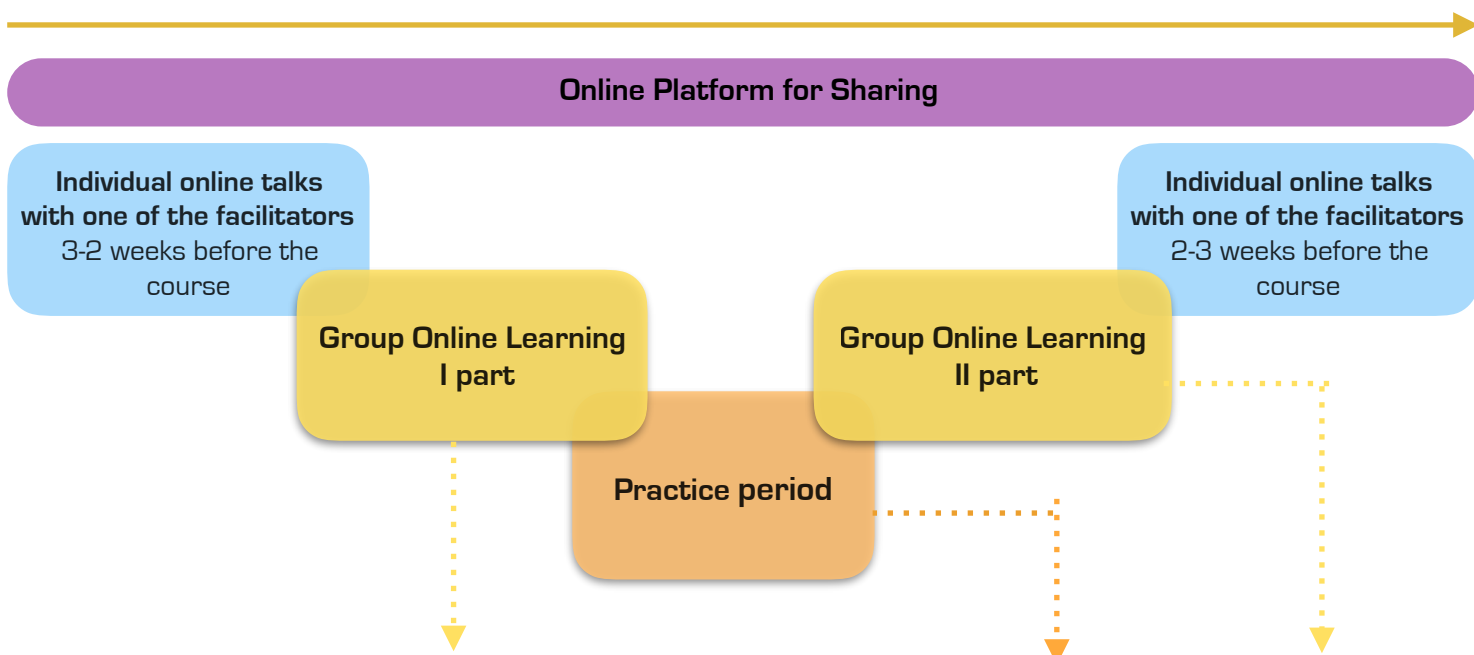 Online Platform for Sharing
Individual online talks
with one of the facilitators
3-2 weeks before the
course
Individual online talks
with one of the facilitators
2-3 weeks before the
course
Group Online Learning
I part
Group Online Learning
II part
Practice period